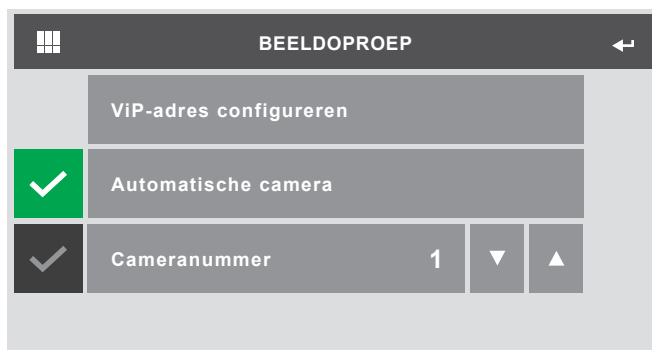 BEELDOPROEP
ViP-adres configureren
Automatische camera
Cameranummer 1